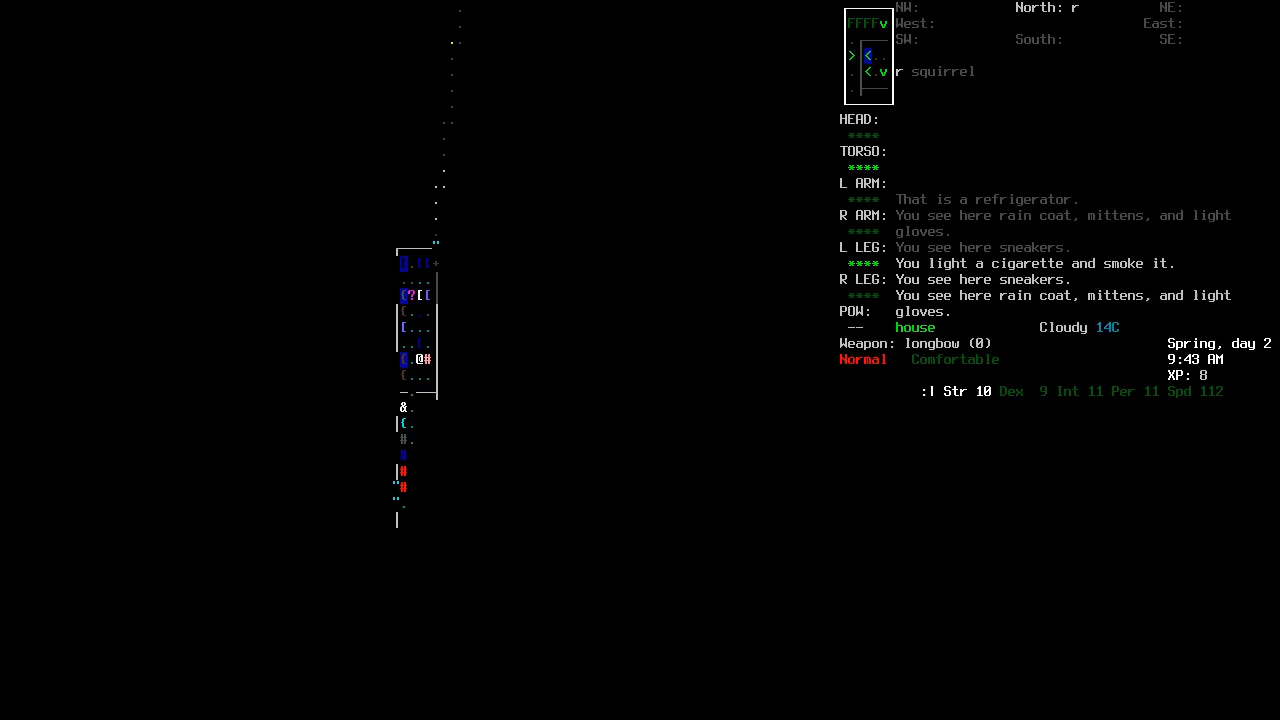 NW: North: r NE:
FFFFv West: East:
SW: South: SE:
> < . .
. < . v r squirrel
HEAD:
****
TORSO:
****
L ARM:
**** That is a refrigerator.
R ARM: You see here rain coat, mittens, and light
**** gloves.
L LEG: You see here sneakers.
**** You light a cigarette and smoke it.
R LEG: You see here sneakers.
**** You see here rain coat, mittens, and light
POW: gloves.
-- house Cloudy 14C
Weapon: longbow (0) Spring, day 2
Normal Comfortable 9:43 AM
XP: 8
:| Str 10 Dex 9 Int 11 Per 11 Spd 112